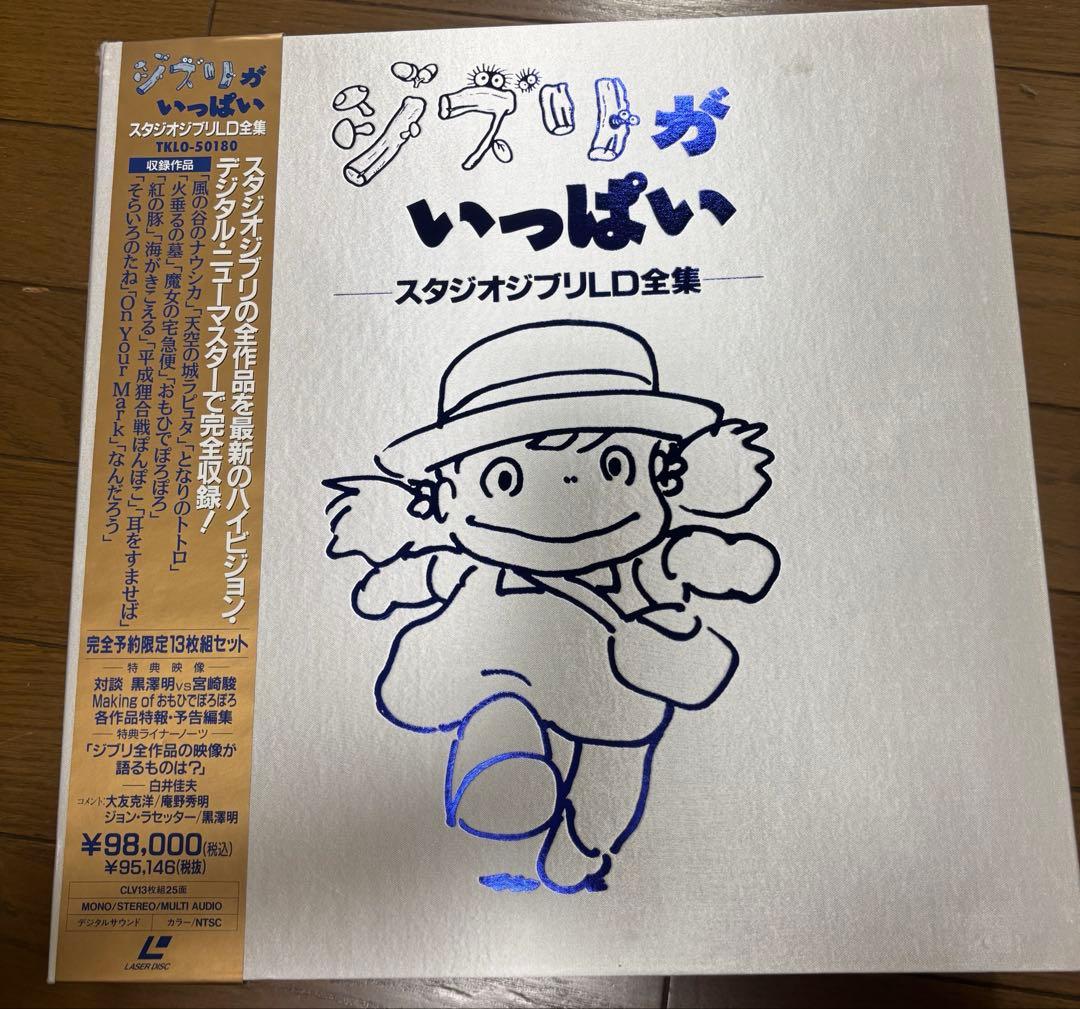 ジブリが
いっぱい
スタジオジブリLD全集
TKLO-50180
スタジオジブリの全作品を最新のハイビジョン・
デジタル・ニューマスターで完全収録！
収録作品
「風の谷のナウシカ」「天空の城ラピュタ」「となりのトトロ」
「火垂るの墓」「魔女の宅急便」「おもひでぽろぽろ」
「紅の豚」「海がきこえる」「平成狸合戦ぽんぽこ」「耳をすませば」
「そらいろのたね」「On Your Mark」「なんだろう」
完全予約限定13枚組セット
特典映像
対談 黒澤明vs宮崎駿
Making of おもひでぽろぽろ
各作品特報・予告編集
特典ライナーノーツ
「ジブリ全作品の映像が
語るものは?」
白井佳夫
コメント:大友克洋/庵野秀明
ジョン・ラセッター/黒澤明
¥98,000(税込)
¥95,146(税抜)
CLV13枚組25面
MONO/STEREO/MULTI AUDIO
デジタルサウンド カラー/NTSC
LASER DISC
ジブリが
いっぱい
スタジオジブリLD全集